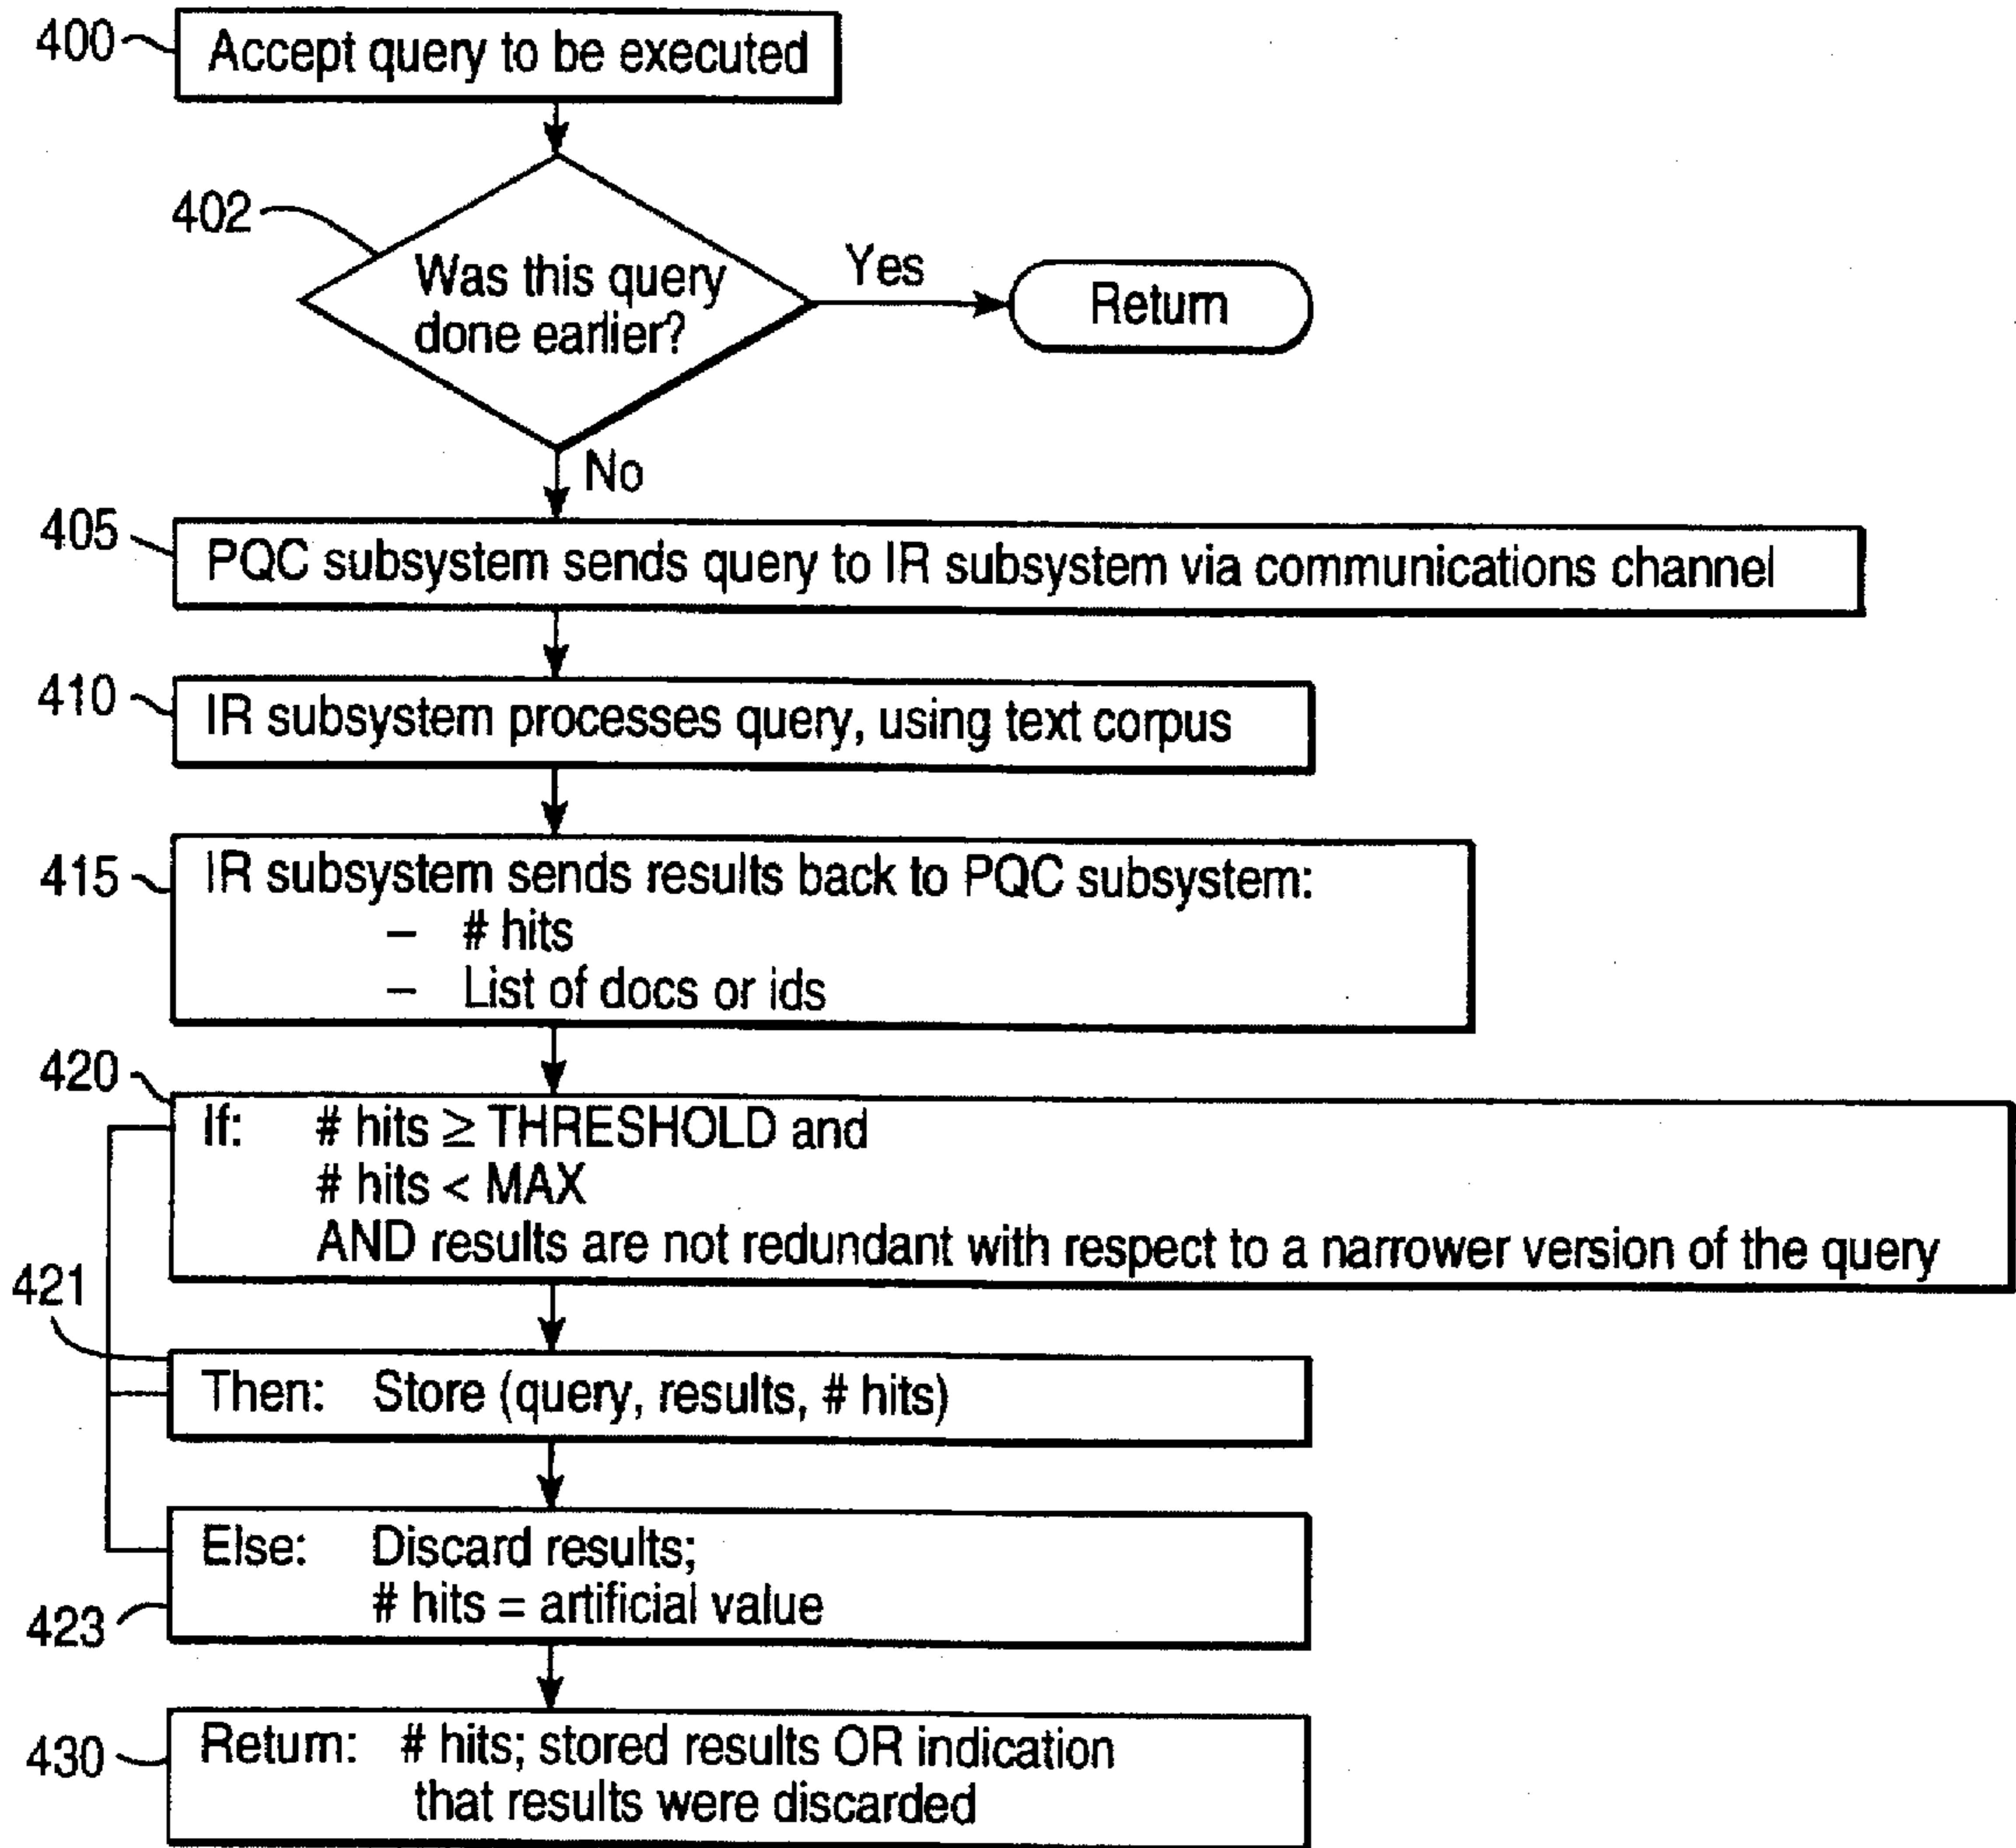 400
Accept query to be executed
402
Was this query
done earlier?
Yes
Return
No
405
PQC subsystem sends query to IR subsystem via communications channel
410
IR subsystem processes query, using text corpus
415
IR subsystem sends results back to PQC subsystem:
– # hits
– List of docs or ids
420
If: # hits ≥ THRESHOLD and
# hits < MAX
AND results are not redundant with respect to a narrower version of the query
421
Then: Store (query, results, # hits)
Else: Discard results;
# hits = artificial value
423
430
Return: # hits; stored results OR indication
that results were discarded